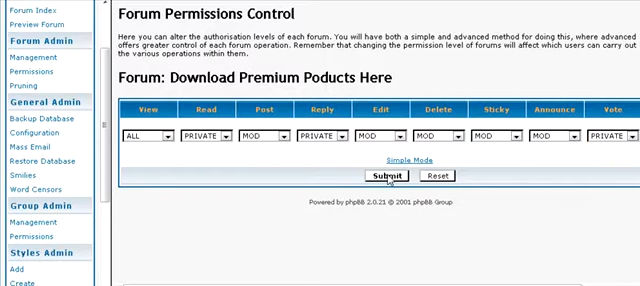 Forum Index
Preview Forum
Forum Admin
Management
Permissions
Pruning
General Admin
Backup Database
Configuration
Mass Email
Restore Database
Smilies
Word Censors
Group Admin
Management
Permissions
Styles Admin
Add
Create
Forum Permissions Control
Here you can alter the authorisation levels of each forum. You will have both a simple and advanced method for doing this, where advanced
offers greater control of each forum operation. Remember that changing the permission level of forums will affect which users can carry out
the various operations within them.
Forum: Download Premium Poducts Here
View Read Post Reply Edit Delete Sticky Announce Vote
ALL PRIVATE MOD PRIVATE MOD MOD MOD MOD PRIVATE
Simple Mode
Submit Reset
Powered by phpBB 2.0.21 © 2001 phpBB Group